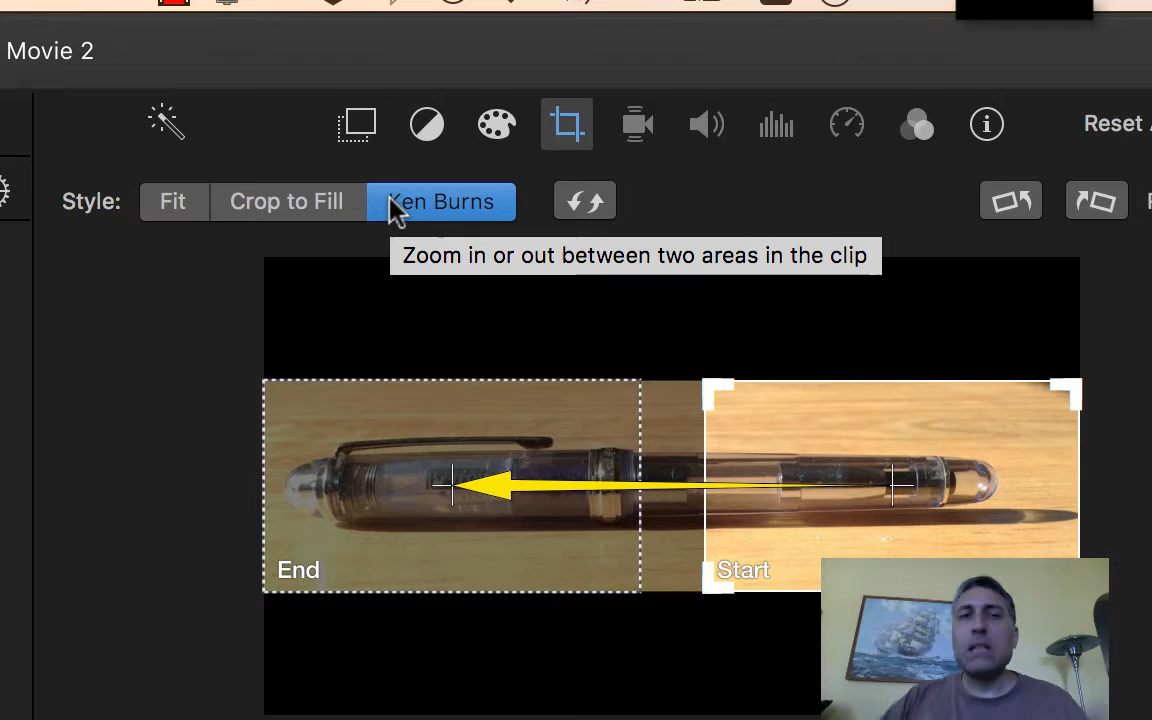 Movie 2
Reset
Style: Fit Crop to Fill Ken Burns
Zoom in or out between two areas in the clip
End Start